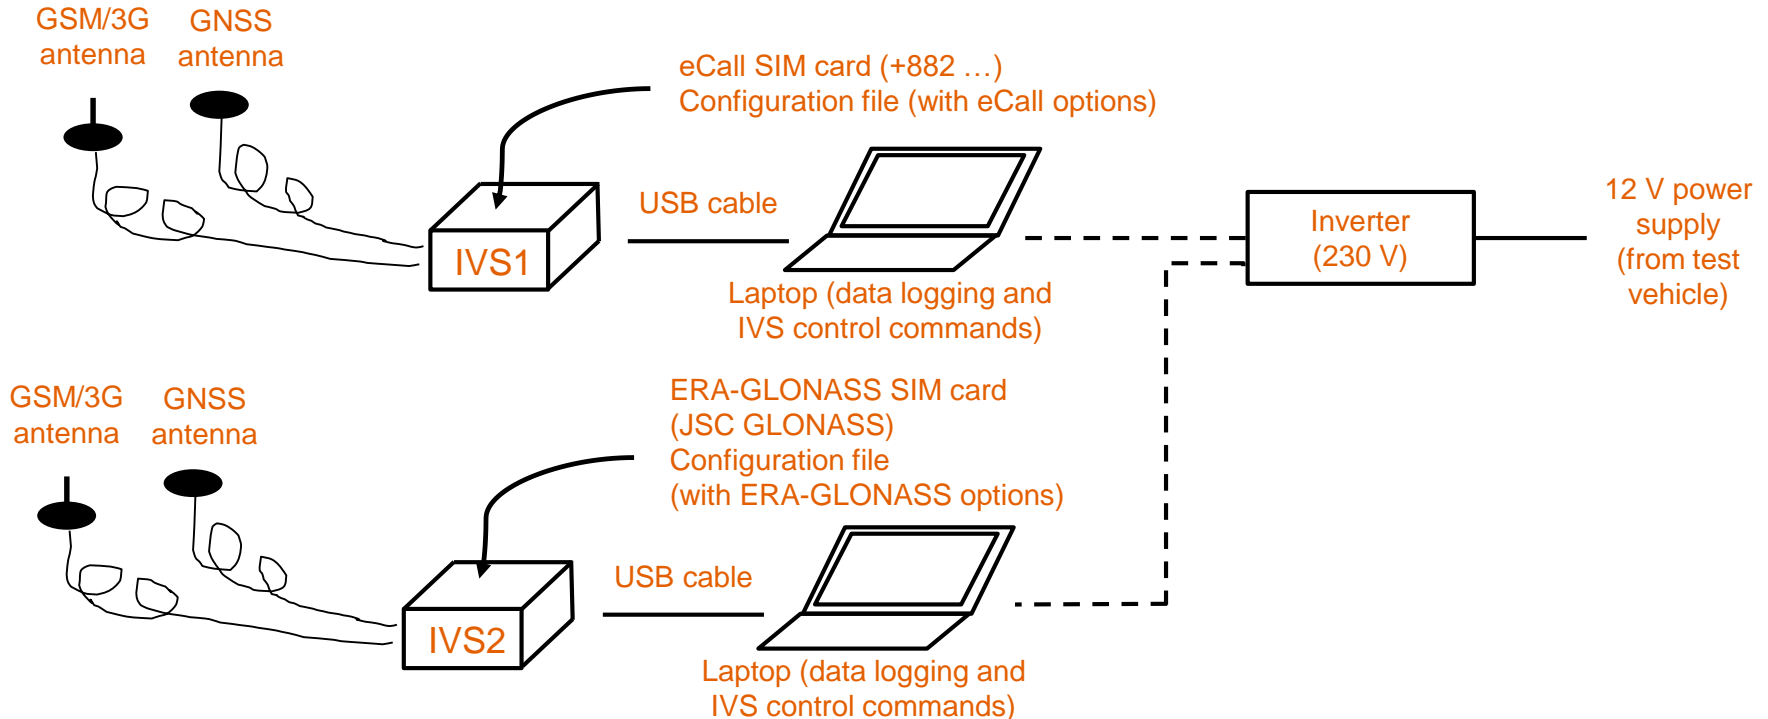 GSM/3G
antenna
GNSS
antenna
eCall SIM card (+882 …)
Configuration file (with eCall options)
IVS1
USB cable
Laptop (data logging and
IVS control commands)
Inverter
(230 V)
12 V power
supply
(from test
vehicle)
GSM/3G
antenna
GNSS
antenna
ERA-GLONASS SIM card
(JSC GLONASS)
Configuration file
(with ERA-GLONASS options)
IVS2
USB cable
Laptop (data logging and
IVS control commands)